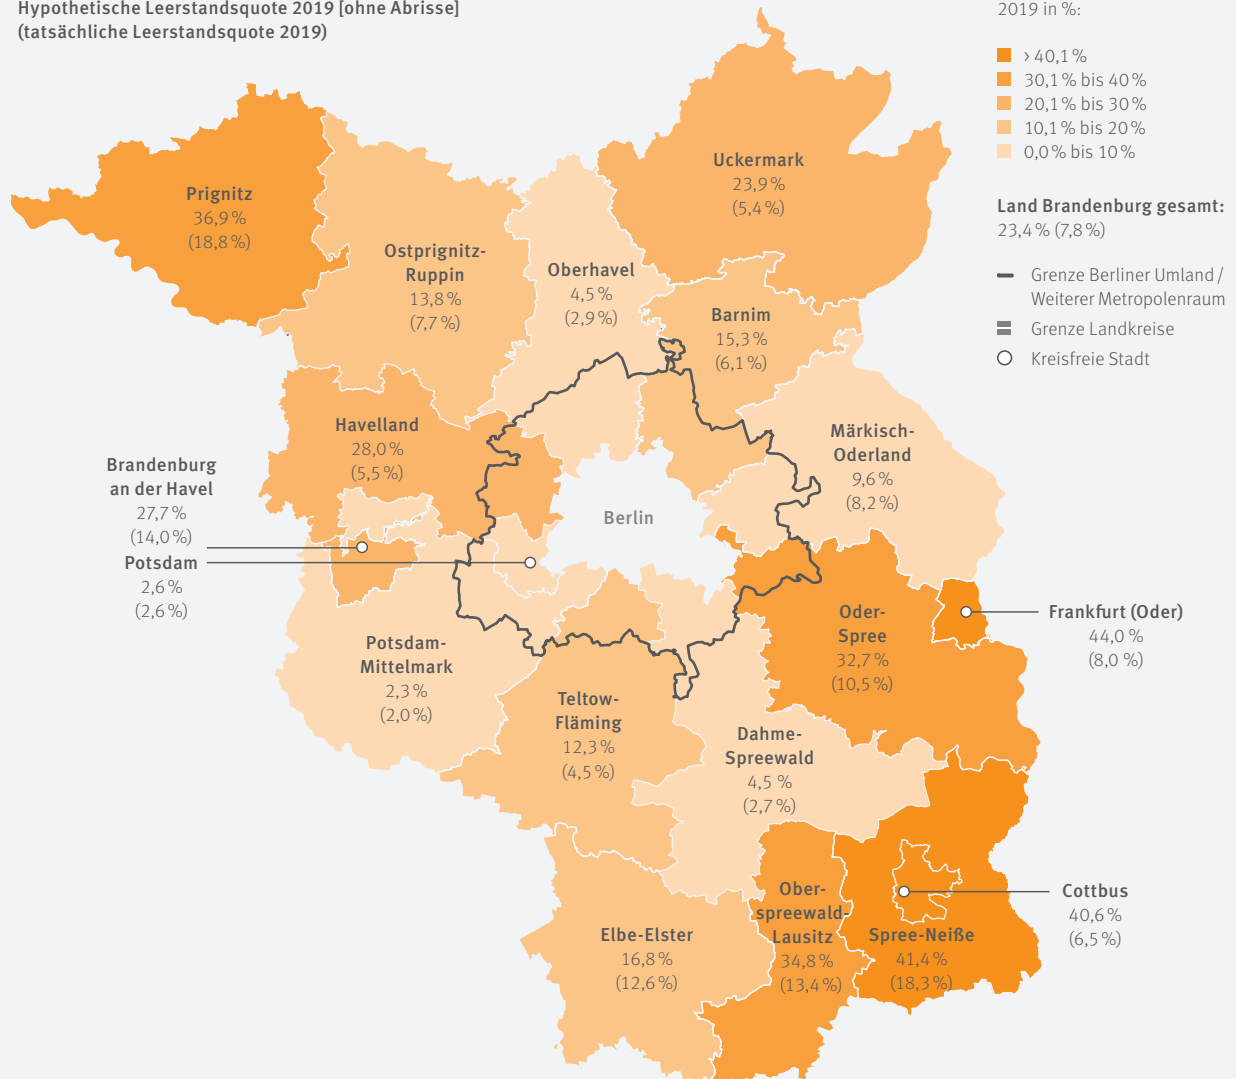 Hypothetische Leerstandsquote 2019 [ohne Abrisse]
(tatsächliche Leerstandsquote 2019)
2019 in %:
> 40,1 %
30,1 % bis 40 %
20,1 % bis 30 %
10,1 % bis 20 %
0,0 % bis 10 %
Land Brandenburg gesamt:
23,4 % (7,8 %)
Grenze Berliner Umland /
Weiterer Metropolenraum
Grenze Landkreise
Kreisfreie Stadt
Prignitz
36,9 %
(18,8 %)
Ostprignitz-
Ruppin
13,8 %
(7,7 %)
Oberhavel
4,5 %
(2,9 %)
Uckermark
23,9 %
(5,4 %)
Barnim
15,3 %
(6,1 %)
Havelland
28,0 %
(5,5 %)
Märkisch-
Oderland
9,6 %
(8,2 %)
Brandenburg
an der Havel
27,7 %
(14,0 %)
Potsdam
2,6 %
(2,6 %)
Berlin
Potsdam-
Mittelmark
2,3 %
(2,0 %)
Teltow-
Fläming
12,3 %
(4,5 %)
Oder-
Spree
32,7 %
(10,5 %)
Frankfurt (Oder)
44,0 %
(8,0 %)
Dahme-
Spreewald
4,5 %
(2,7 %)
Elbe-Elster
16,8 %
(12,6 %)
Ober-
spreewald-
Lausitz
34,8 %
(13,4 %)
Spree-Neiße
41,4 %
(18,3 %)
Cottbus
40,6 %
(6,5 %)